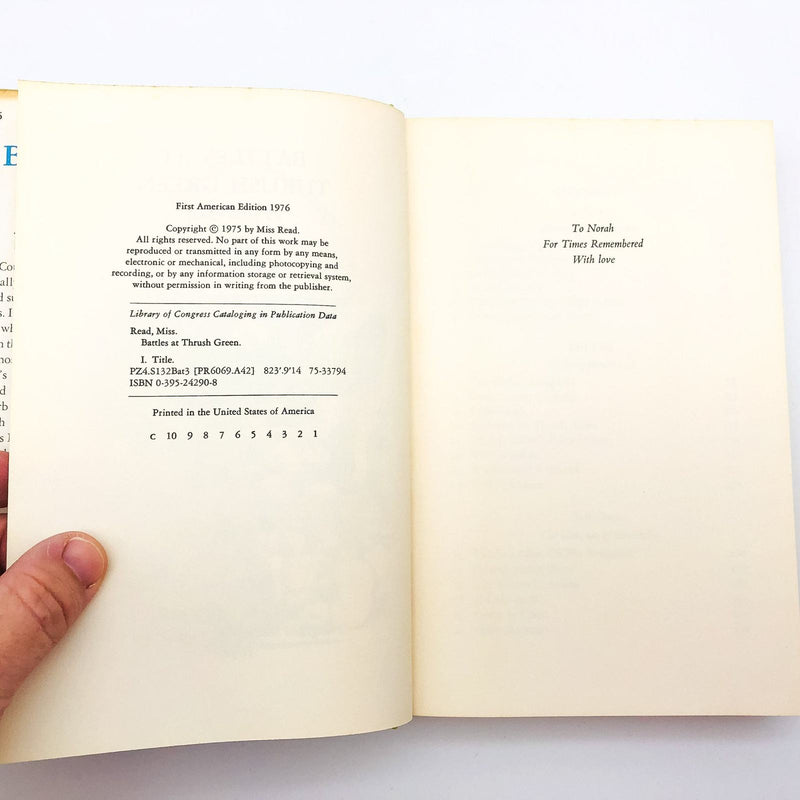 First American Edition 1976
Copyright © 1975 by Miss Read.
All rights reserved. No part of this work may be
reproduced or transmitted in any form by any means,
electronic or mechanical, including photocopying and
recording, or by any information storage or retrieval system,
without permission in writing from the publisher.
Library of Congress Cataloging in Publication Data
Read, Miss.
Battles at Thrush Green.
I. Title.
PZ4.S132Bat3 [PR6069.A42] 823'.9'14 75-33794
ISBN 0-395-24290-8
Printed in the United States of America
C 10 9 8 7 6 5 4 3 2 1
To Norah
For Times Remembered
With love